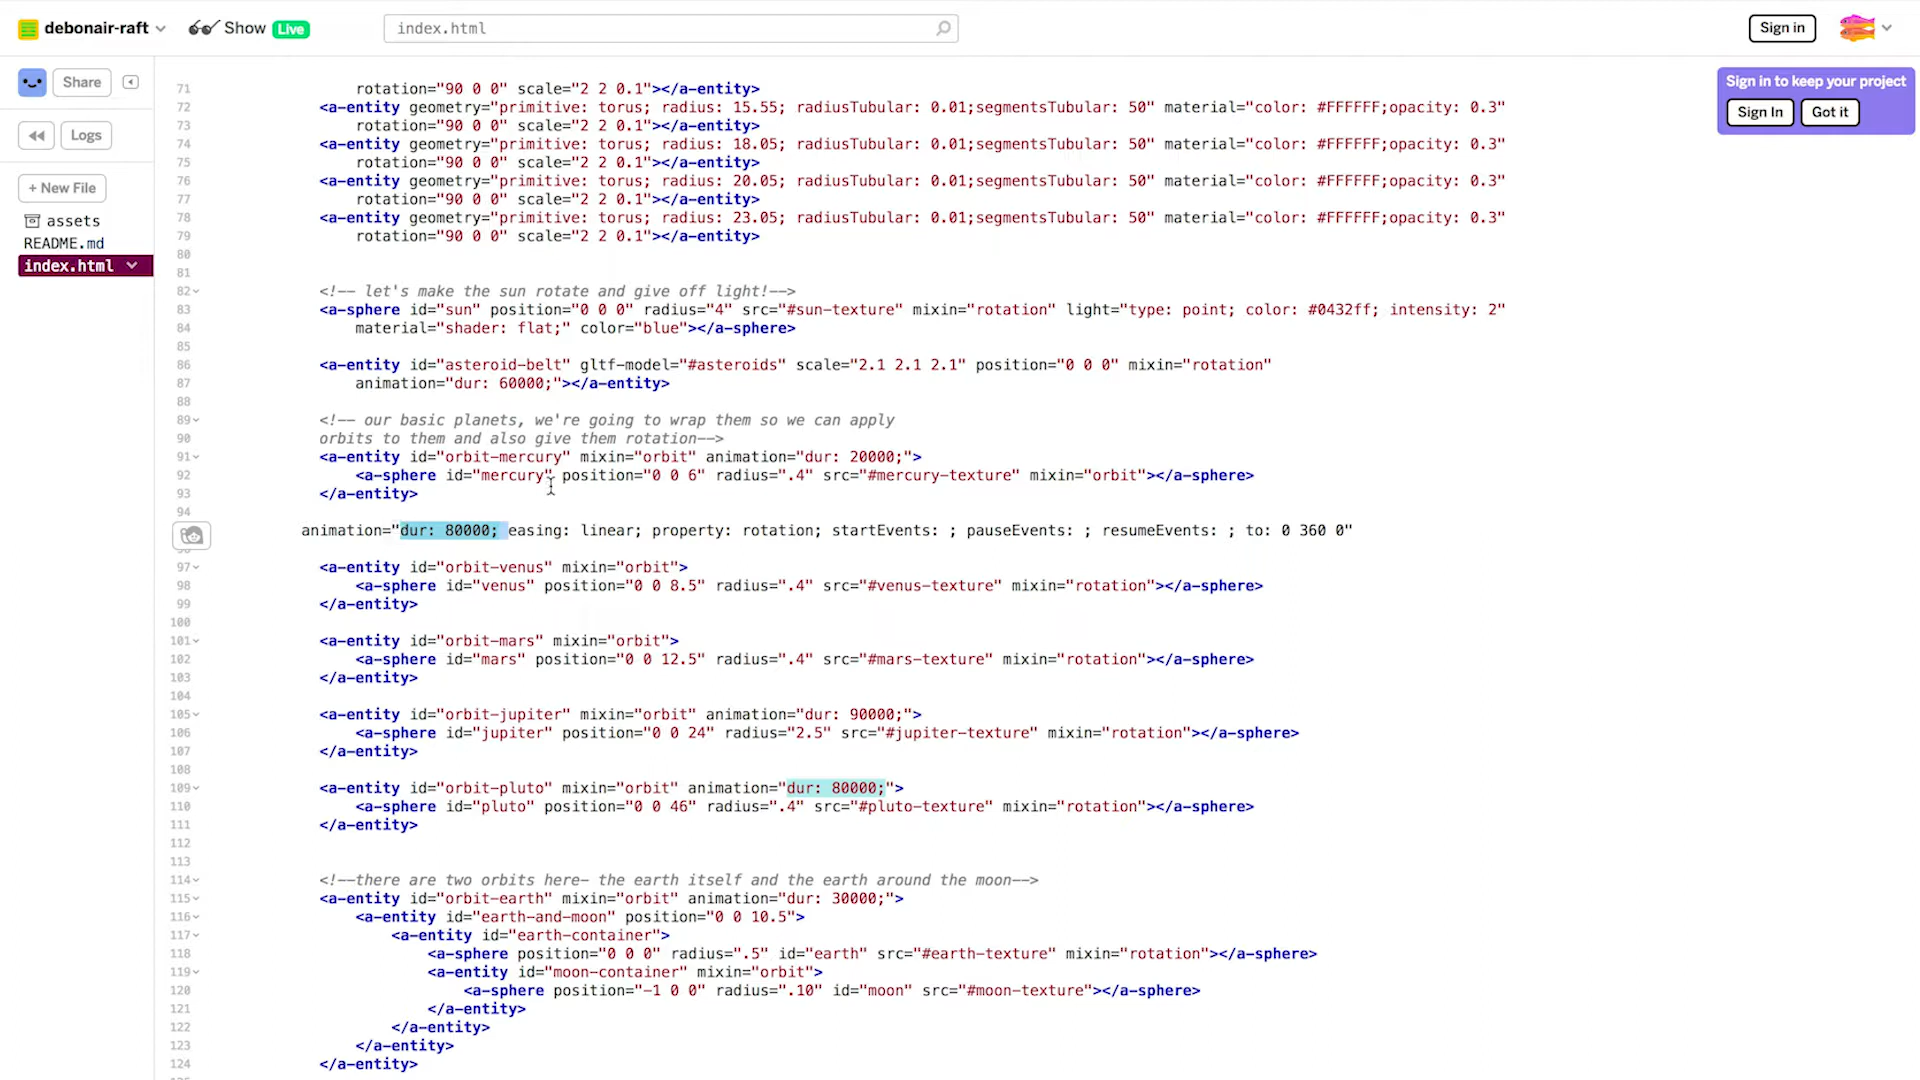 debonair-raft
Show Live
index.html
Sign in
Share
Logs
+ New File
assets
README.md
index.html
Sign in to keep your project
Sign In Got it
71 rotation="90 0 0" scale="2 2 0.1"></a-entity>
72 <a-entity geometry="primitive: torus; radius: 15.55; radiusTubular: 0.01;segmentsTubular: 50" material="color: #FFFFFF;opacity: 0.3"
73 rotation="90 0 0" scale="2 2 0.1"></a-entity>
74 <a-entity geometry="primitive: torus; radius: 18.05; radiusTubular: 0.01;segmentsTubular: 50" material="color: #FFFFFF;opacity: 0.3"
75 rotation="90 0 0" scale="2 2 0.1"></a-entity>
76 <a-entity geometry="primitive: torus; radius: 20.05; radiusTubular: 0.01;segmentsTubular: 50" material="color: #FFFFFF;opacity: 0.3"
77 rotation="90 0 0" scale="2 2 0.1"></a-entity>
78 <a-entity geometry="primitive: torus; radius: 23.05; radiusTubular: 0.01;segmentsTubular: 50" material="color: #FFFFFF;opacity: 0.3"
79 rotation="90 0 0" scale="2 2 0.1"></a-entity>
80
81
82 <!-- let's make the sun rotate and give off light!-->
83 <a-sphere id="sun" position="0 0 0" radius="4" src="#sun-texture" mixin="rotation" light="type: point; color: #0432ff; intensity: 2"
84 material="shader: flat;" color="blue"></a-sphere>
85
86 <a-entity id="asteroid-belt" gltf-model="#asteroids" scale="2.1 2.1 2.1" position="0 0 0" mixin="rotation"
87 animation="dur: 60000;"></a-entity>
88
89 <!-- our basic planets, we're going to wrap them so we can apply
90 orbits to them and also give them rotation-->
91 <a-entity id="orbit-mercury" mixin="orbit" animation="dur: 20000;">
92 <a-sphere id="mercury" position="0 0 6" radius=".4" src="#mercury-texture" mixin="orbit"></a-sphere>
93 </a-entity>
94
animation="dur: 80000; easing: linear; property: rotation; startEvents: ; pauseEvents: ; resumeEvents: ; to: 0 360 0"
97 <a-entity id="orbit-venus" mixin="orbit">
98 <a-sphere id="venus" position="0 0 8.5" radius=".4" src="#venus-texture" mixin="rotation"></a-sphere>
99 </a-entity>
100
101 <a-entity id="orbit-mars" mixin="orbit">
102 <a-sphere id="mars" position="0 0 12.5" radius=".4" src="#mars-texture" mixin="rotation"></a-sphere>
103 </a-entity>
104
105 <a-entity id="orbit-jupiter" mixin="orbit" animation="dur: 90000;">
106 <a-sphere id="jupiter" position="0 0 24" radius="2.5" src="#jupiter-texture" mixin="rotation"></a-sphere>
107 </a-entity>
108
109 <a-entity id="orbit-pluto" mixin="orbit" animation="dur: 80000;">
110 <a-sphere id="pluto" position="0 0 46" radius=".4" src="#pluto-texture" mixin="rotation"></a-sphere>
111 </a-entity>
112
113
114 <!--there are two orbits here- the earth itself and the earth around the moon-->
115 <a-entity id="orbit-earth" mixin="orbit" animation="dur: 30000;">
116 <a-entity id="earth-and-moon" position="0 0 10.5">
117 <a-entity id="earth-container">
118 <a-sphere position="0 0 0" radius=".5" id="earth" src="#earth-texture" mixin="rotation"></a-sphere>
119 <a-entity id="moon-container" mixin="orbit">
120 <a-sphere position="-1 0 0" radius=".10" id="moon" src="#moon-texture"></a-sphere>
121 </a-entity>
122 </a-entity>
123 </a-entity>
124 </a-entity>